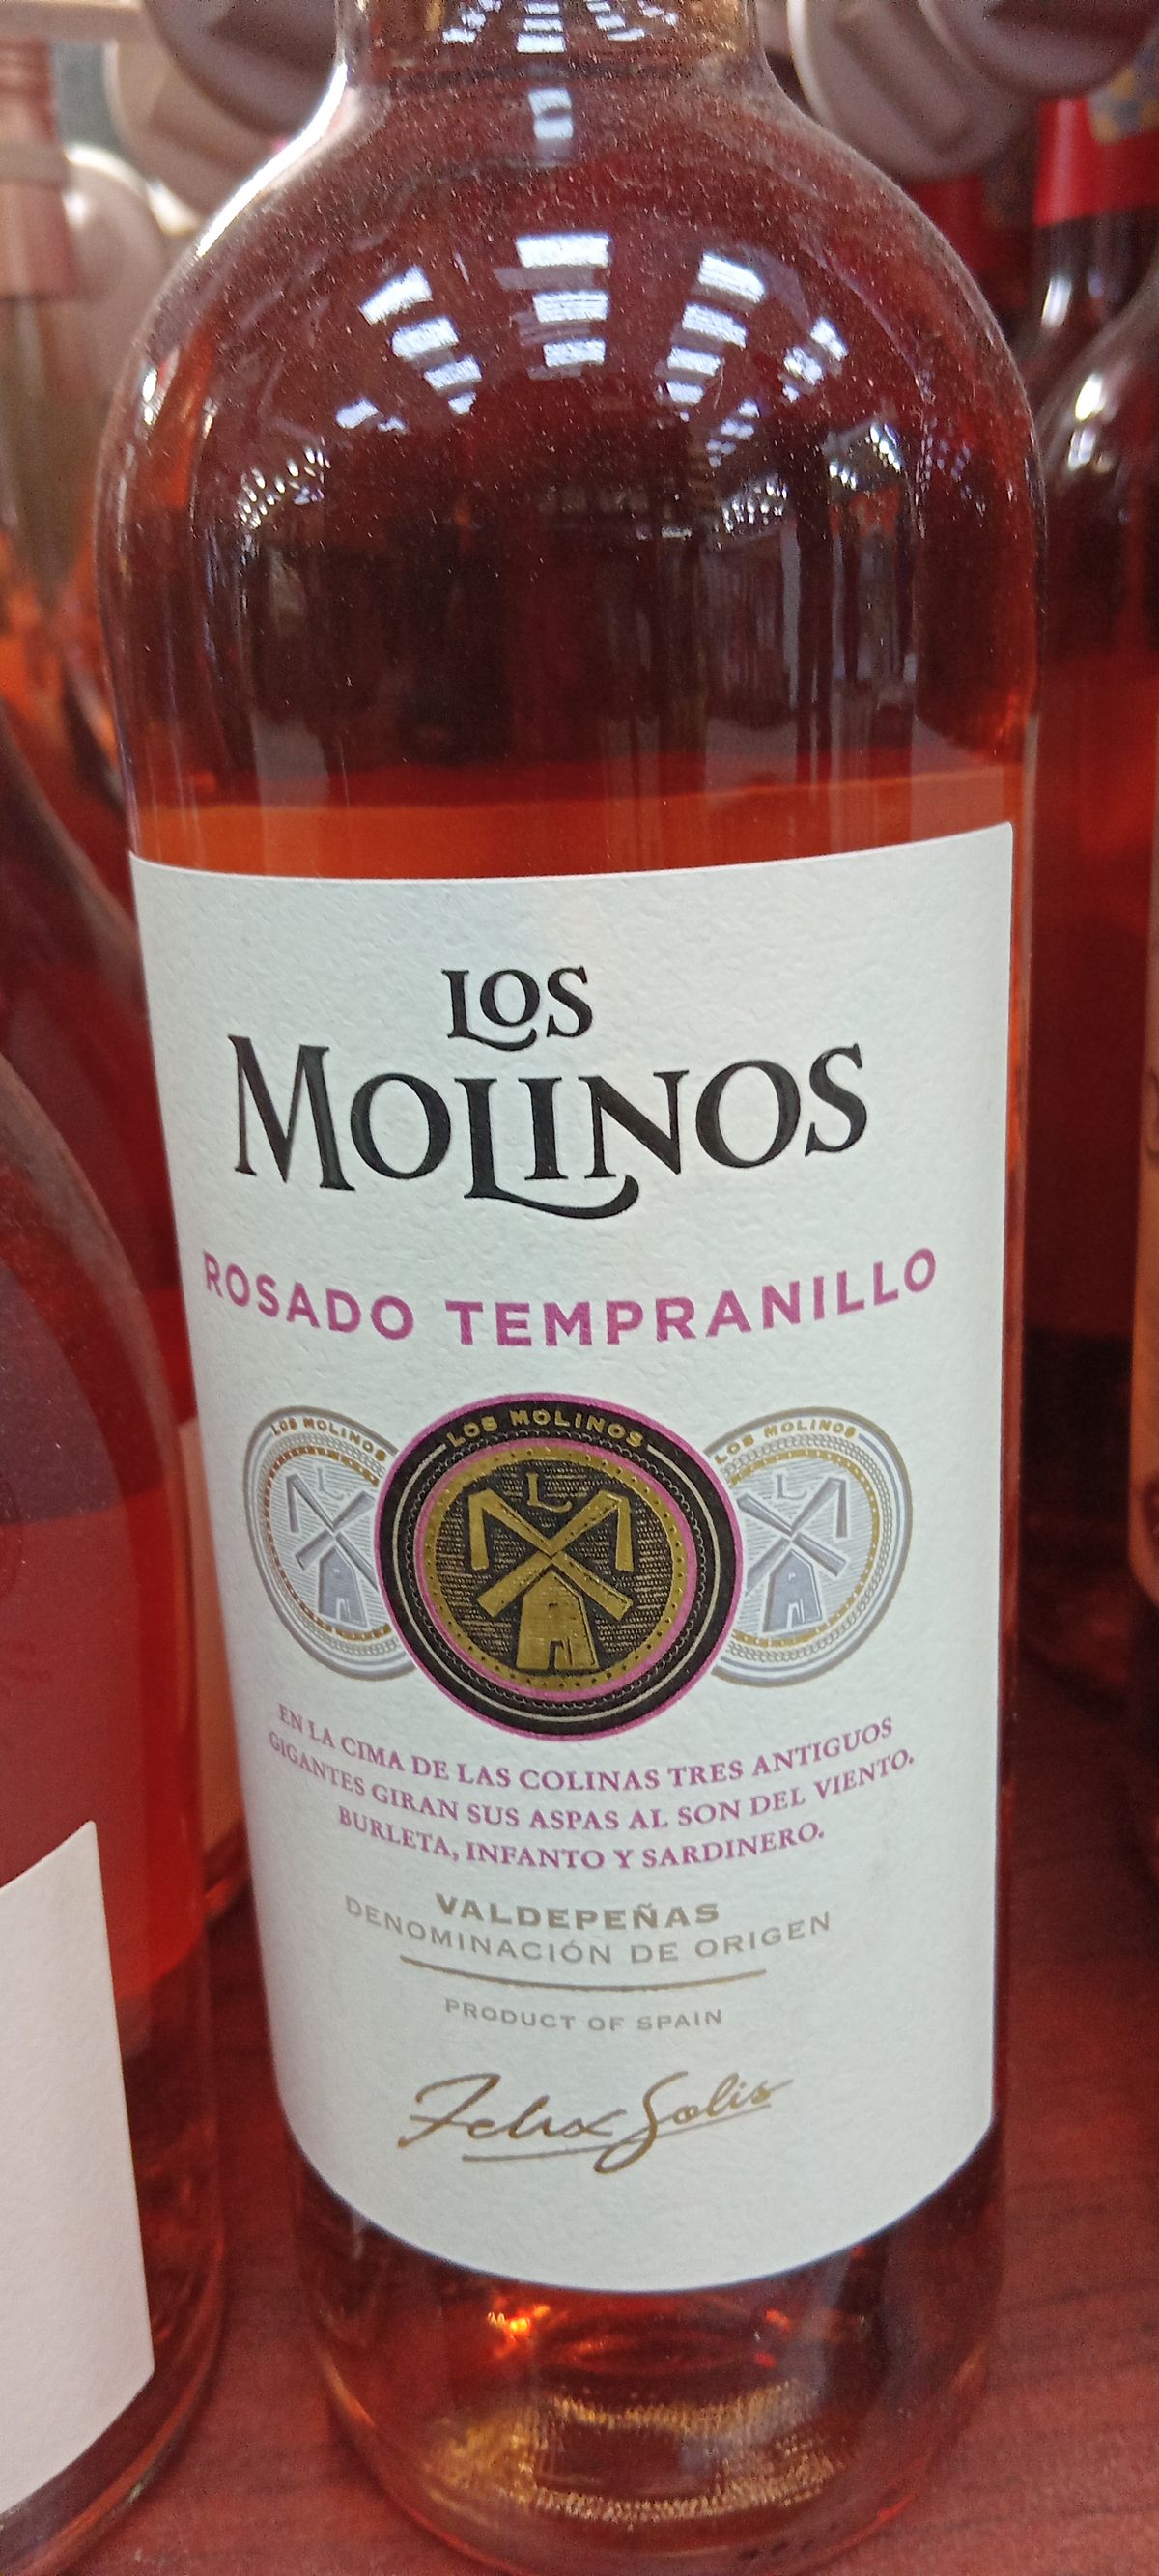 LOS
MOLINOS
ROSADO TEMPRANILLO
LOS MOLINOS
LOS MOLINOS
LOS MOLINOS
L
L
L
EN LA CIMA DE LAS COLINAS TRES ANTIGUOS
GIGANTES GIRAN SUS ASPAS AL SON DEL VIENTO.
BURLETA, INFANTO Y SARDINERO.
VALDEPEÑAS
DENOMINACIÓN DE ORIGEN
PRODUCT OF SPAIN
Felix Solis